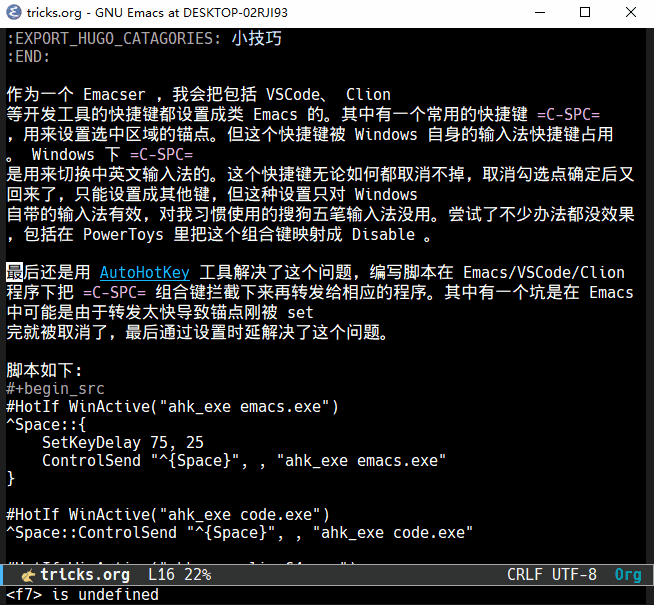 tricks.org - GNU Emacs at DESKTOP-02RJI93
:EXPORT_HUGO_CATAGORIES: 小技巧
:END:
作为一个 Emacser ，我会把包括 VSCode、 Clion
等开发工具的快捷键都设置成类 Emacs 的。其中有一个常用的快捷键 =C-SPC=
，用来设置选中区域的锚点。但这个快捷键被 Windows 自身的输入法快捷键占用
。 Windows 下 =C-SPC=
是用来切换中英文输入法的。这个快捷键无论如何都取消不掉，取消勾选点确定后又
回来了，只能设置成其他键，但这种设置只对 Windows
自带的输入法有效，对我习惯使用的搜狗五笔输入法没用。尝试了不少办法都没效果
，包括在 PowerToys 里把这个组合键映射成 Disable 。
最后还是用 AutoHotKey 工具解决了这个问题，编写脚本在 Emacs/VSCode/Clion
程序下把 =C-SPC= 组合键拦截下来再转发给相应的程序。其中有一个坑是在 Emacs
中可能是由于转发太快导致锚点刚被 set
完就被取消了，最后通过设置时延解决了这个问题。
脚本如下:
#+begin_src
#HotIf WinActive("ahk_exe emacs.exe")
^Space::{
    SetKeyDelay 75, 25
    ControlSend "^{Space}", , "ahk_exe emacs.exe"
}
#HotIf WinActive("ahk_exe code.exe")
^Space::ControlSend "^{Space}", , "ahk_exe code.exe"
tricks.org  L16 22%  CRLF UTF-8  Org
<f7> is undefined